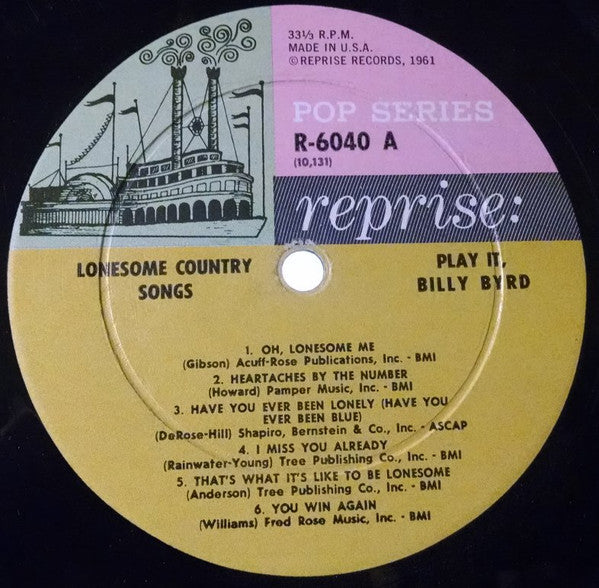 33⅓ R.P.M.
MADE IN U.S.A.
©REPRISE RECORDS, 1961
POP SERIES
R-6040 A
(10,131)
reprise:
LONESOME COUNTRY
SONGS
PLAY IT,
BILLY BYRD
1. OH, LONESOME ME
(Gibson) Acuff-Rose Publications, Inc. - BMI
2. HEARTACHES BY THE NUMBER
(Howard) Pamper Music, Inc. - BMI
3. HAVE YOU EVER BEEN LONELY (HAVE YOU
EVER BEEN BLUE)
(DeRose-Hill) Shapiro, Bernstein & Co., Inc. - ASCAP
4. I MISS YOU ALREADY
(Rainwater-Young) Tree Publishing Co., Inc. - BMI
5. THAT'S WHAT IT'S LIKE TO BE LONESOME
(Anderson) Tree Publishing Co., Inc. - BMI
6. YOU WIN AGAIN
(Williams) Fred Rose Music, Inc. - BMI